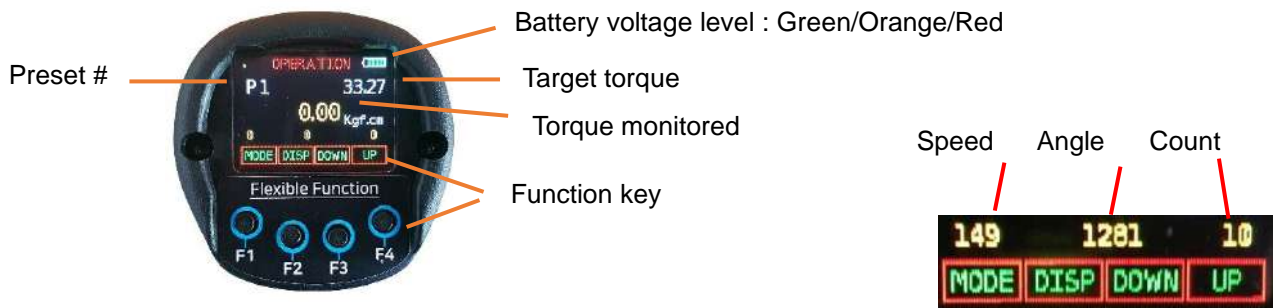 Battery voltage level : Green/Orange/Red
Preset #
Target torque
Torque monitored
Function key
OPERATION
P1 33.27
0.00 Kgf.cm
0 0 0
MODE DISP DOWN UP
Flexible Function
F1 F2 F3 F4
Speed Angle Count
149 1281 10
MODE DISP DOWN UP